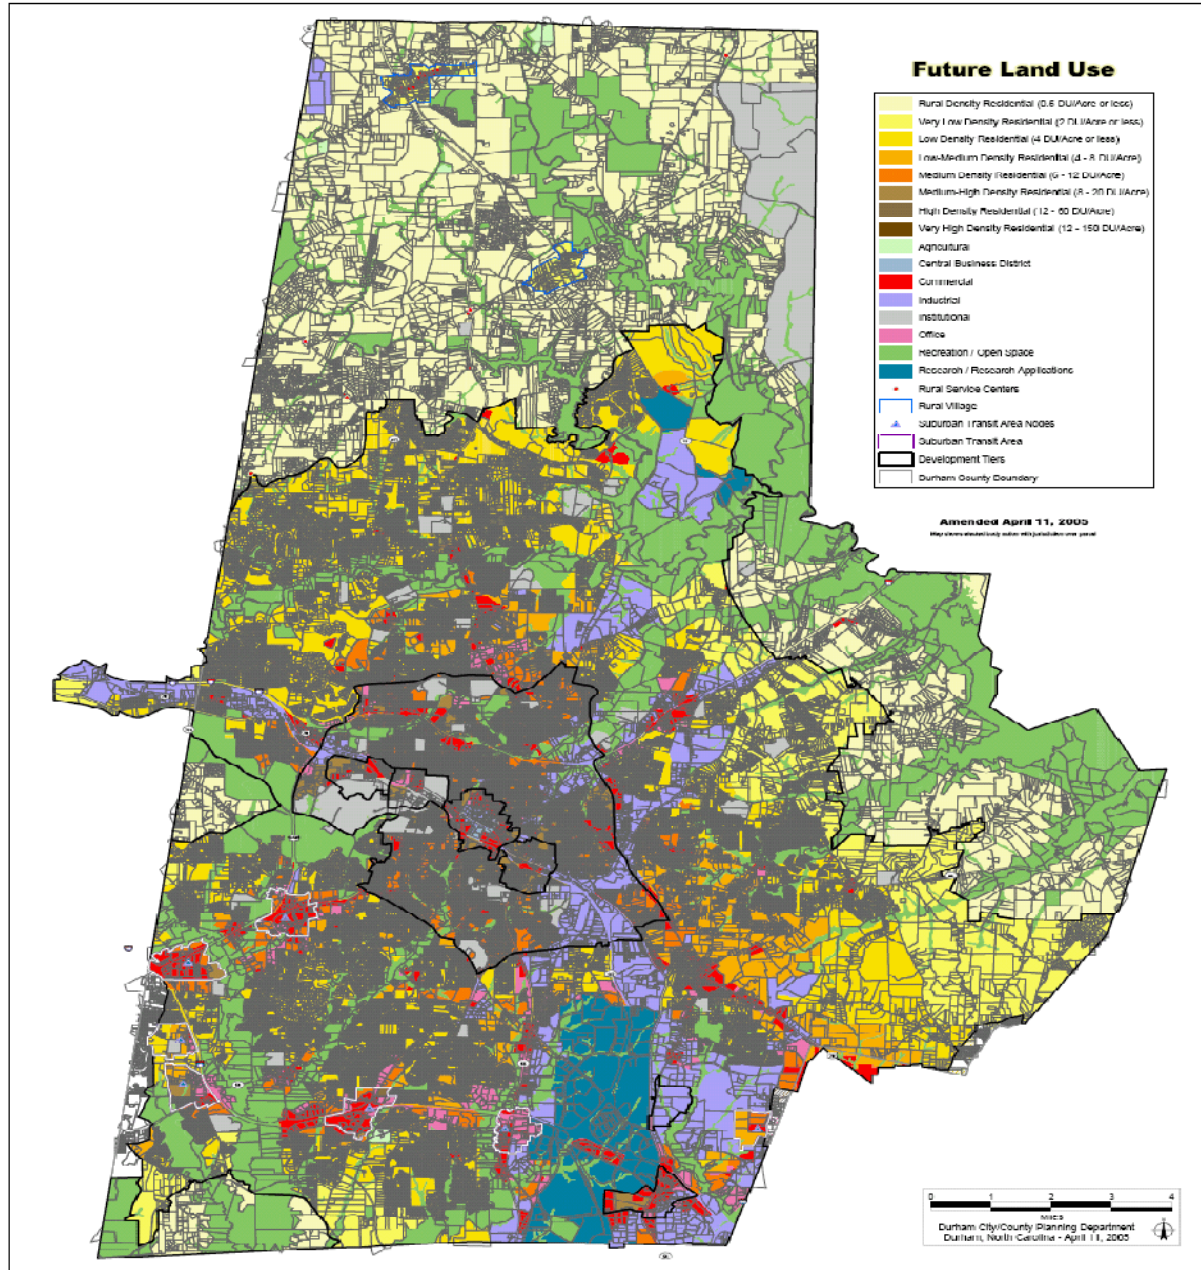 Future Land Use
Rural Density Residential (0.5 DU/Acre or less)
Very Low Density Residential (2 DU/Acre or less)
Low Density Residential (4 DU/Acre or less)
Low-Medium Density Residential (4 - 8 DU/Acre)
Medium Density Residential (6 - 12 DU/Acre)
Medium-High Density Residential (8 - 20 DU/Acre)
High Density Residential (12 - 60 DU/Acre)
Very High Density Residential (12 - 150 DU/Acre)
Agricultural
Central Business District
Commercial
Industrial
Institutional
Office
Recreation / Open Space
Research / Research Applications
Rural Service Centers
Rural Village
Suburban Transit Area Nodes
Suburban Transit Area
Development Tiers
Durham County Boundary
Amended April 11, 2005
0 1 2 3 4
Miles
Durham City/County Planning Department
Durham, North Carolina - April 11, 2005